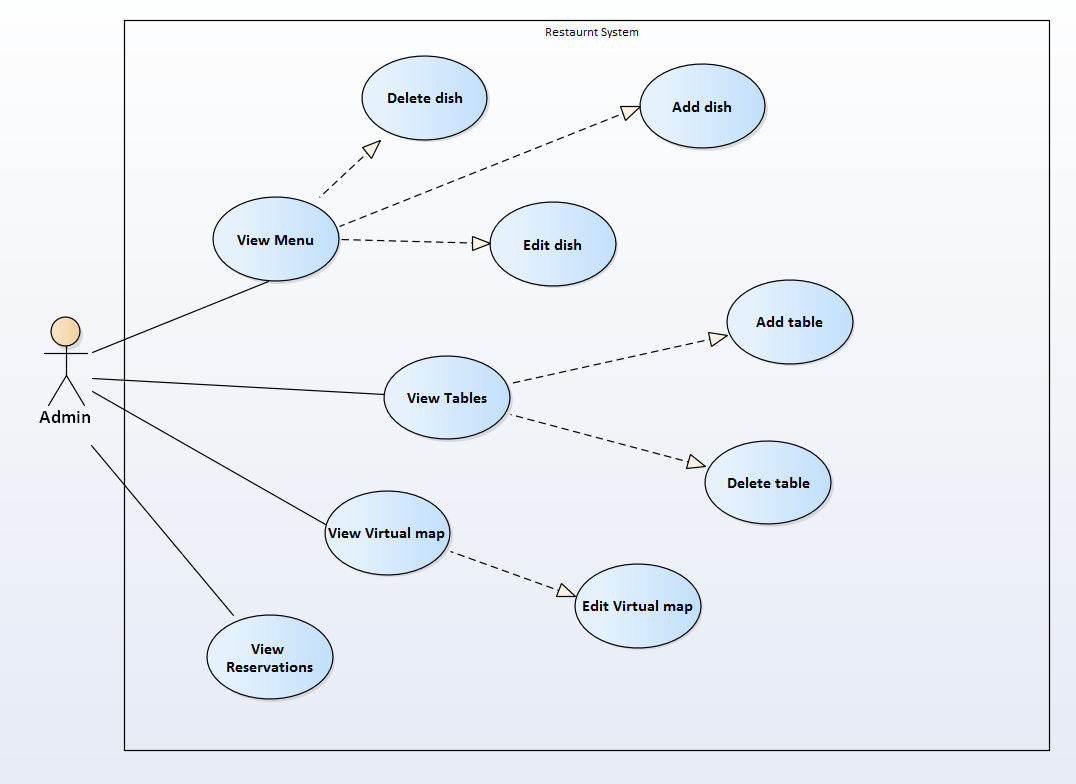 Restaurnt System
Delete dish
Add dish
View Menu
Edit dish
Add table
View Tables
Admin
Delete table
View Virtual map
Edit Virtual map
View
Reservations